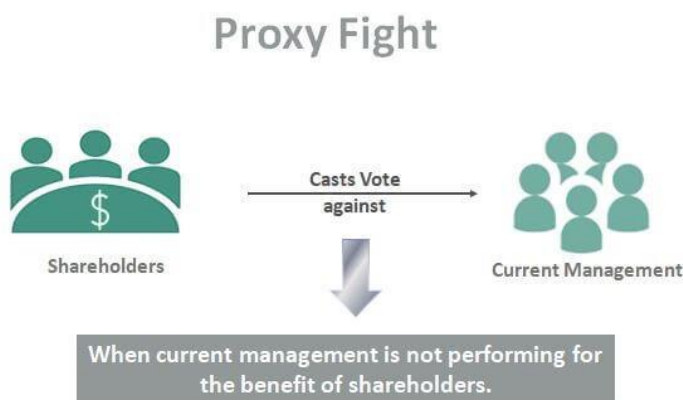 Proxy Fight
Casts Vote
against
$
Shareholders
Current Management
When current management is not performing for
the benefit of shareholders.